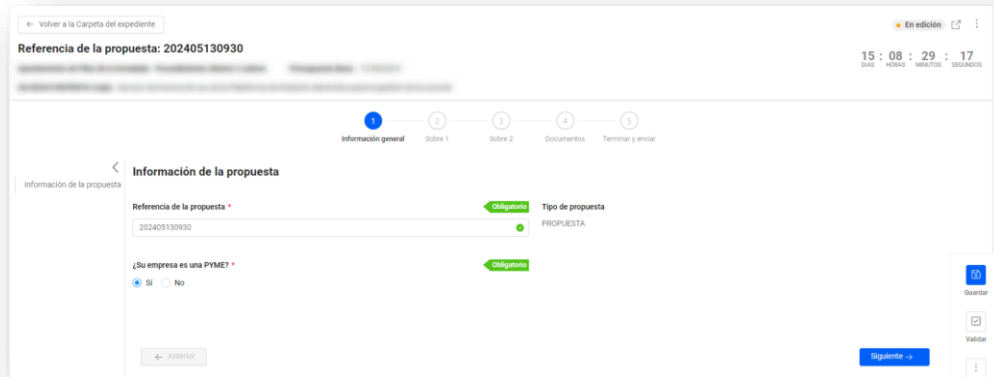 ← Volver a la Carpeta del expediente
En edición
Referencia de la propuesta: 202405130930
15 : 08 : 29 : 17
DIAS HORAS MINUTOS SEGUNDOS
1 2 3 4 5
Información general Sobre 1 Sobre 2 Documentos Terminar y enviar
Información de la propuesta
Información de la propuesta
Referencia de la propuesta * Obligatorio
202405130930
Tipo de propuesta
PROPUESTA
¿Su empresa es una PYME? * Obligatorio
Sí No
Guardar
Validar
← Anterior
Siguiente →